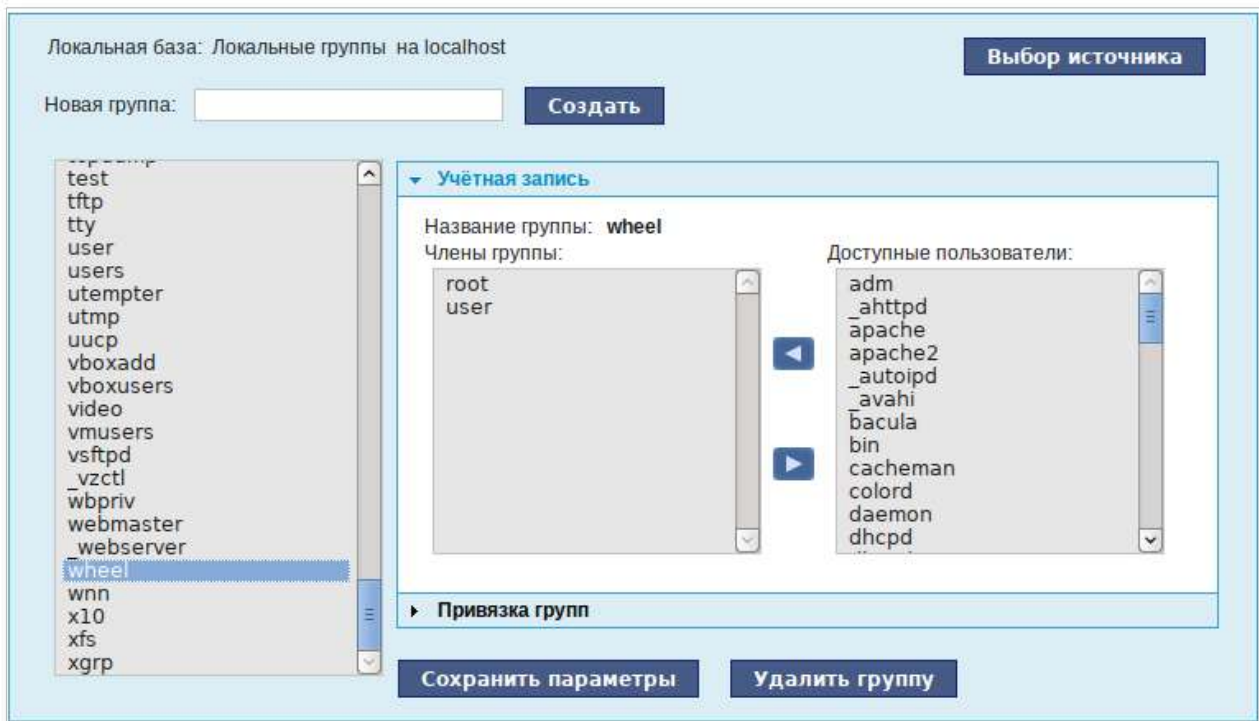 Локальная база: Локальные группы на localhost
Выбор источника
Новая группа:
Создать
test
tftp
tty
user
users
utempter
utmp
uucp
vboxadd
vboxusers
video
vmusers
vsftpd
_vzctl
wbpriv
webmaster
_webserver
wheel
wnn
x10
xfs
xgrp
Учётная запись
Название группы: wheel
Члены группы:
root
user
Доступные пользователи:
adm
_ahttpd
apache
apache2
_autoipd
_avahi
bacula
bin
cacheman
colord
daemon
dhcpd
Привязка групп
Сохранить параметры
Удалить группу